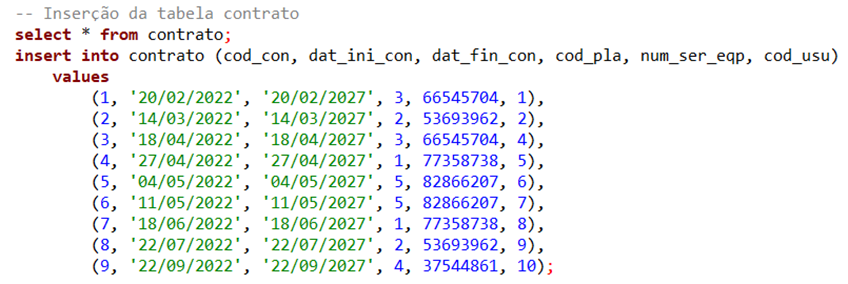 -- Inserção da tabela contrato
select * from contrato;
insert into contrato (cod_con, dat_ini_con, dat_fin_con, cod_pla, num_ser_eqp, cod_usu)
values
(1, '20/02/2022', '20/02/2027', 3, 66545704, 1),
(2, '14/03/2022', '14/03/2027', 2, 53693962, 2),
(3, '18/04/2022', '18/04/2027', 3, 66545704, 4),
(4, '27/04/2022', '27/04/2027', 1, 77358738, 5),
(5, '04/05/2022', '04/05/2027', 5, 82866207, 6),
(6, '11/05/2022', '11/05/2027', 5, 82866207, 7),
(7, '18/06/2022', '18/06/2027', 1, 77358738, 8),
(8, '22/07/2022', '22/07/2027', 2, 53693962, 9),
(9, '22/09/2022', '22/09/2027', 4, 37544861, 10);